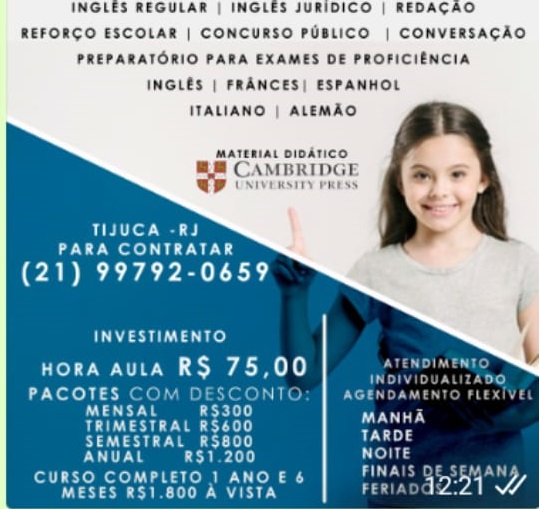 INGLÊS REGULAR | INGLÊS JURÍDICO | REDAÇÃO
REFORÇO ESCOLAR | CONCURSO PÚBLICO | CONVERSAÇÃO
PREPARATÓRIO PARA EXAMES DE PROFICIÊNCIA
INGLÊS | FRÂNCES| ESPANHOL
ITALIANO | ALEMÃO
MATERIAL DIDÁTICO
CAMBRIDGE
UNIVERSITY PRESS
TIJUCA -RJ
PARA CONTRATAR
(21) 99792-0659
INVESTIMENTO
HORA AULA R$ 75,00
PACOTES COM DESCONTO:
MENSAL R$300
TRIMESTRAL R$600
SEMESTRAL R$800
ANUAL R$1.200
CURSO COMPLETO 1 ANO E 6
MESES R$1.800 À VISTA
ATENDIMENTO
INDIVIDUALIZADO
AGENDAMENTO FLEXÍVEL
MANHÃ
TARDE
NOITE
FINAIS DE SEMANA
FERIADOS
12:21